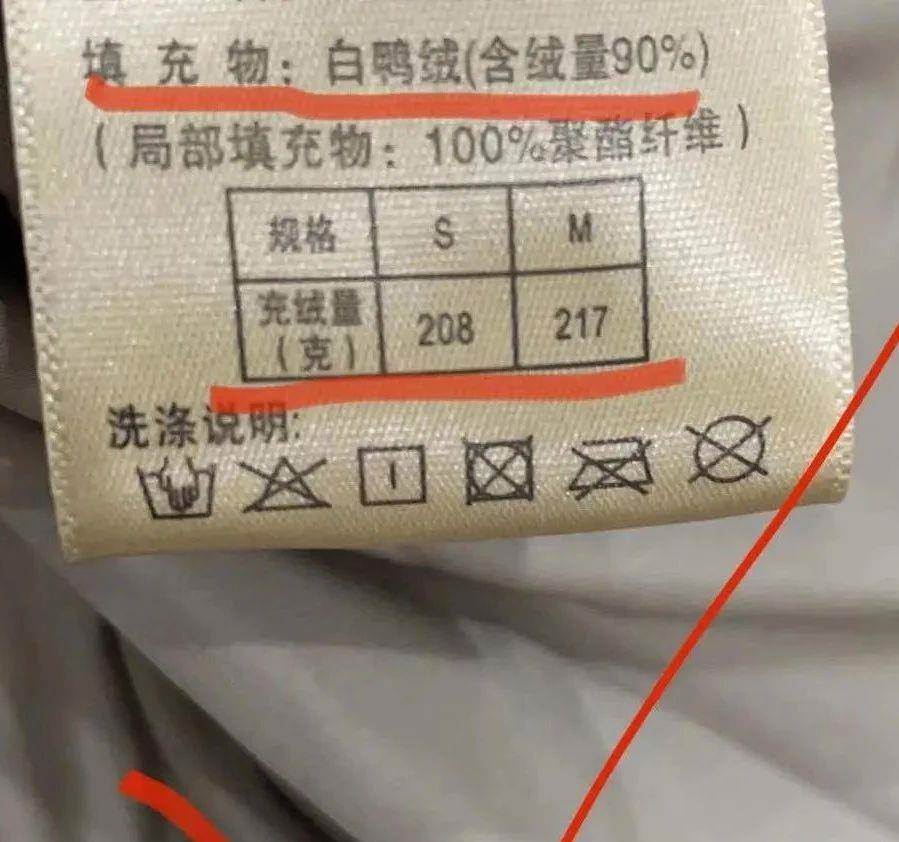 填充物：白鸭绒(含绒量90%)
（局部填充物：100%聚酯纤维）
规格 S M
充绒量（克） 208 217
洗涤说明: